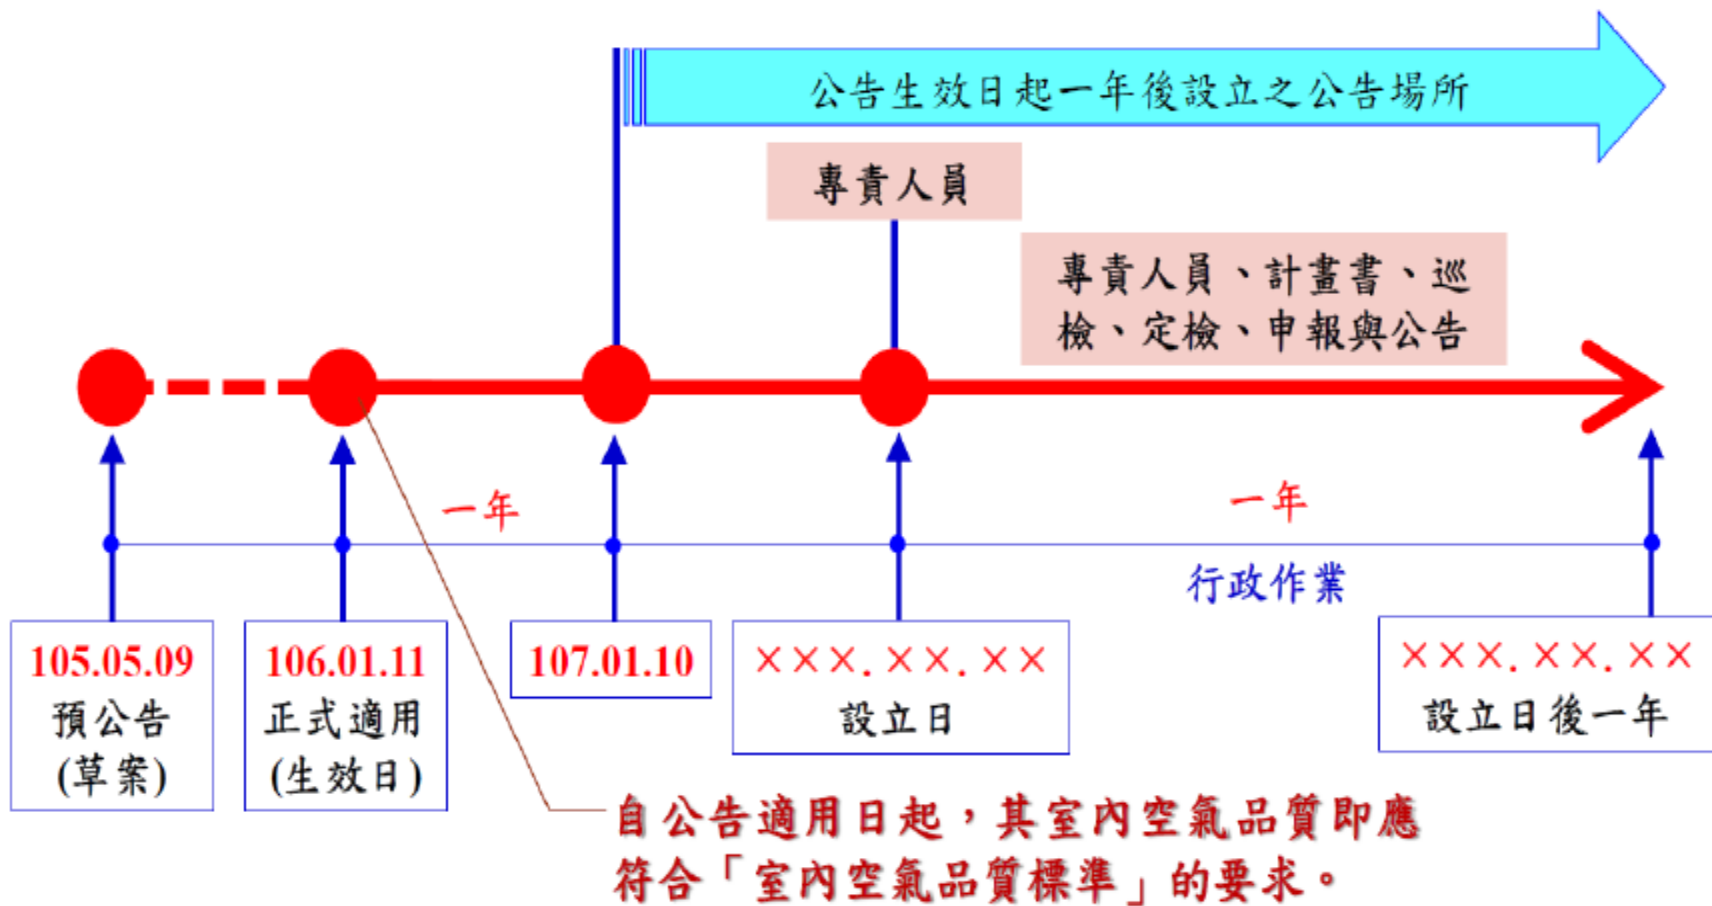 公告生效日起一年後設立之公告場所
專責人員
專責人員、計畫書、巡
檢、定檢、申報與公告
一年
一年
行政作業
105.05.09
預公告
(草案)
106.01.11
正式適用
(生效日)
107.01.10
×××.××.××
設立日
×××.××.××
設立日後一年
自公告適用日起，其室內空氣品質即應
符合「室內空氣品質標準」的要求。